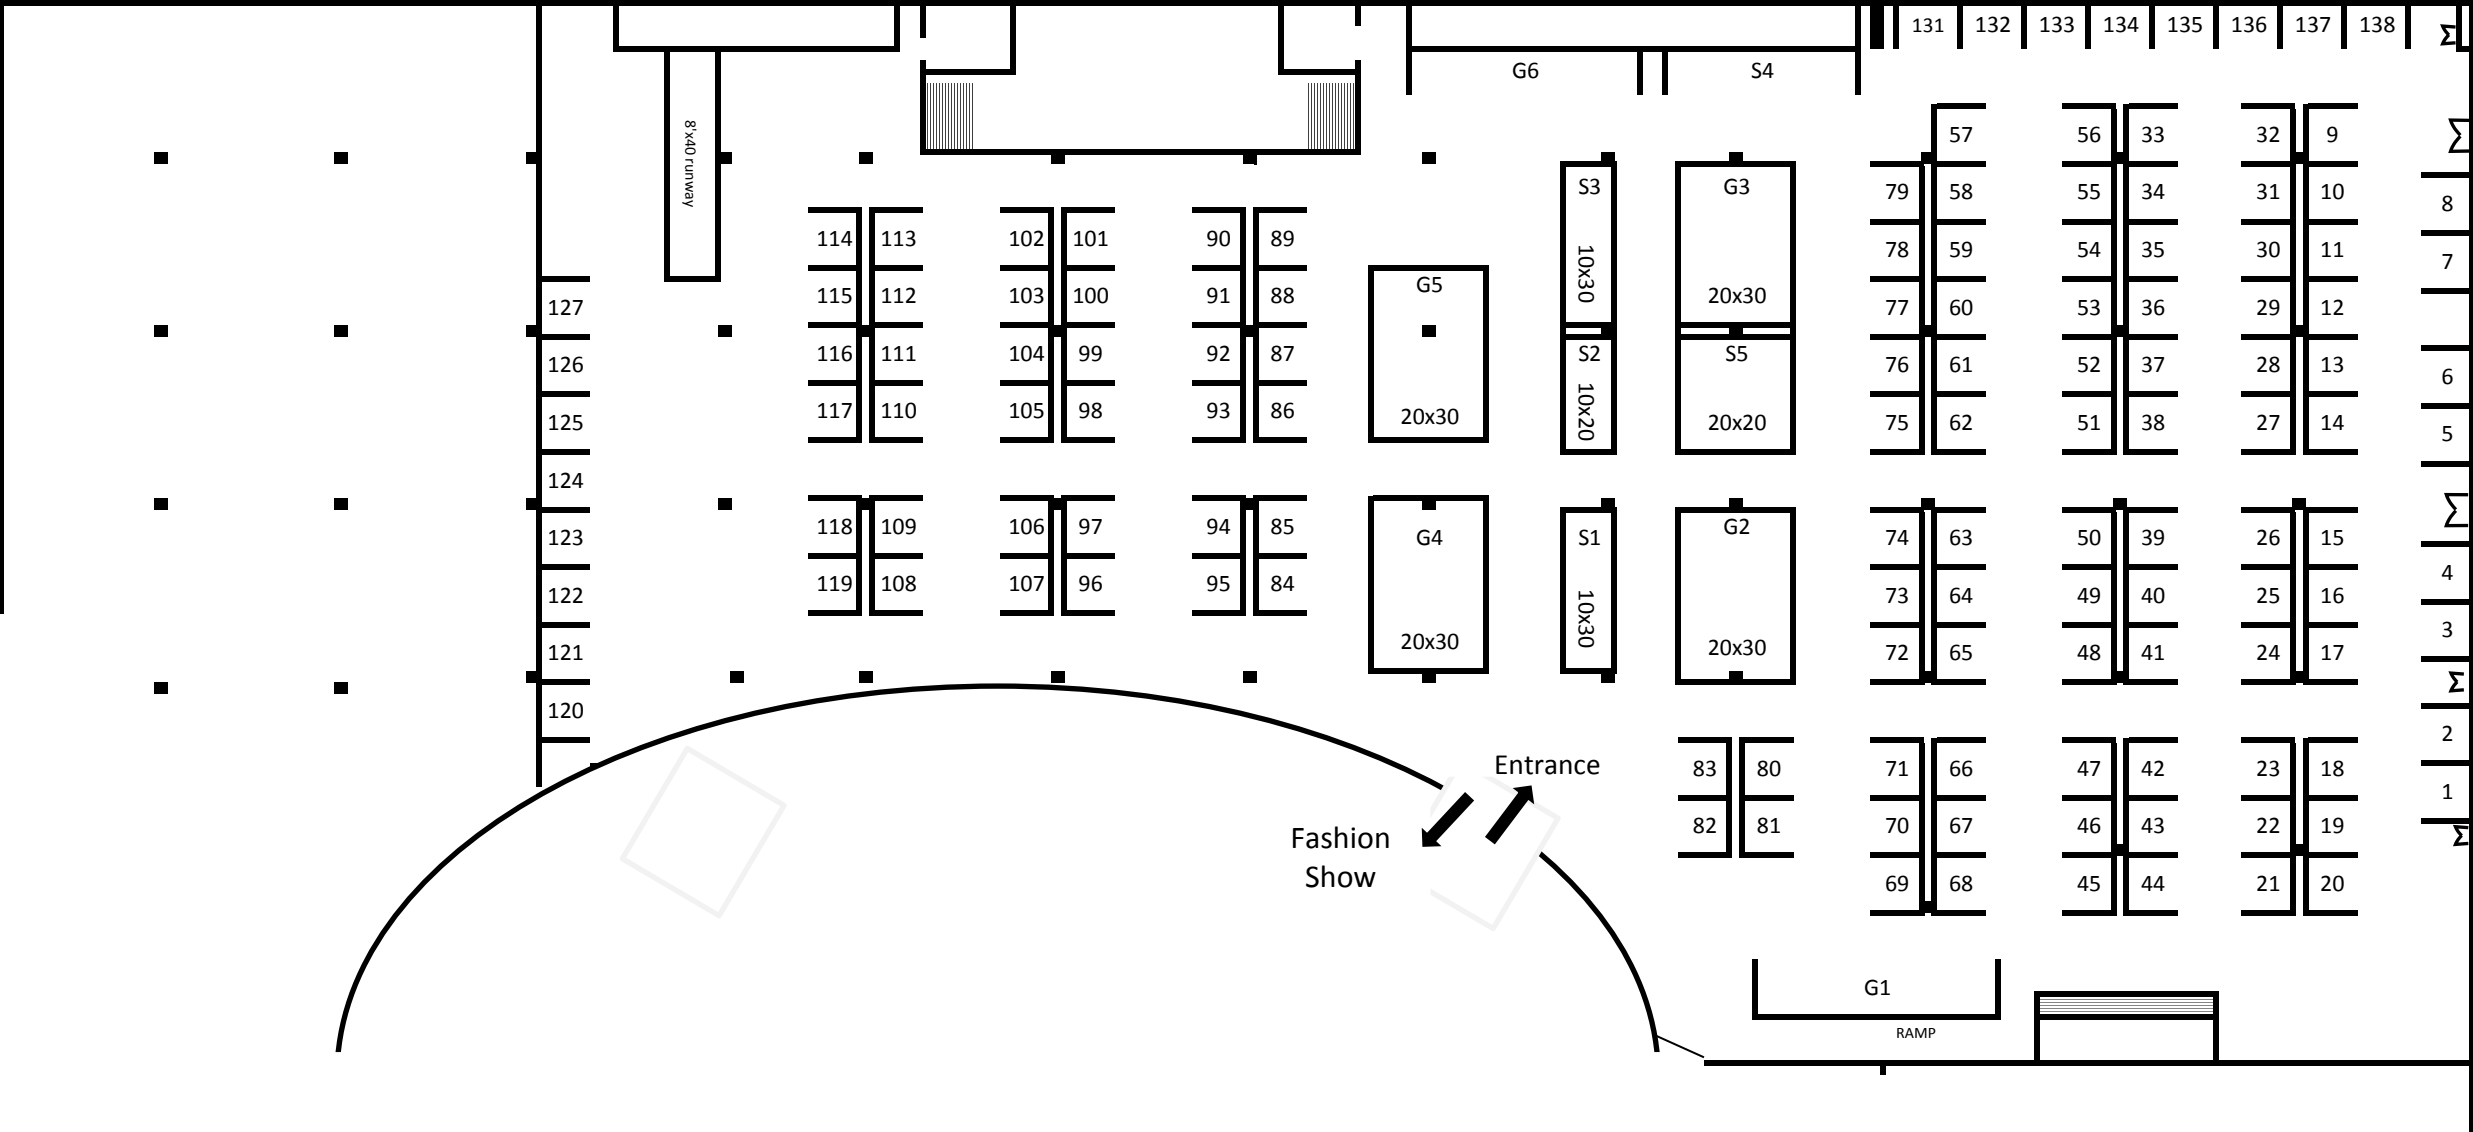 131 132 133 134 135 136 137 138
G6 S4
8'x40 runway
57 56 33 32 9
S3 G3 79 58 55 34 31 10 8
114 113 102 101 90 89
10x30 78 59 54 35 30 11 7
G5
115 112 103 100 91 88 20x30
127 77 60 53 36 29 12
116 111 104 99 92 87 S2 S5
126 76 61 52 37 28 13 6
117 110 105 98 93 86 20x30 10x20
125 20x20 75 62 51 38 27 14 5
124
118 109 106 97 94 85 G2
123 G4 S1 74 63 50 39 26 15
119 108 107 96 95 84 4
122 10x30 73 64 49 40 25 16
20x30 3
121 20x30 72 65 48 41 24 17
120
2
Entrance 83 80 71 66 47 42 23 18
1
Fashion
Show
82 81 70 67 46 43 22 19
69 68 45 44 21 20
G1
RAMP